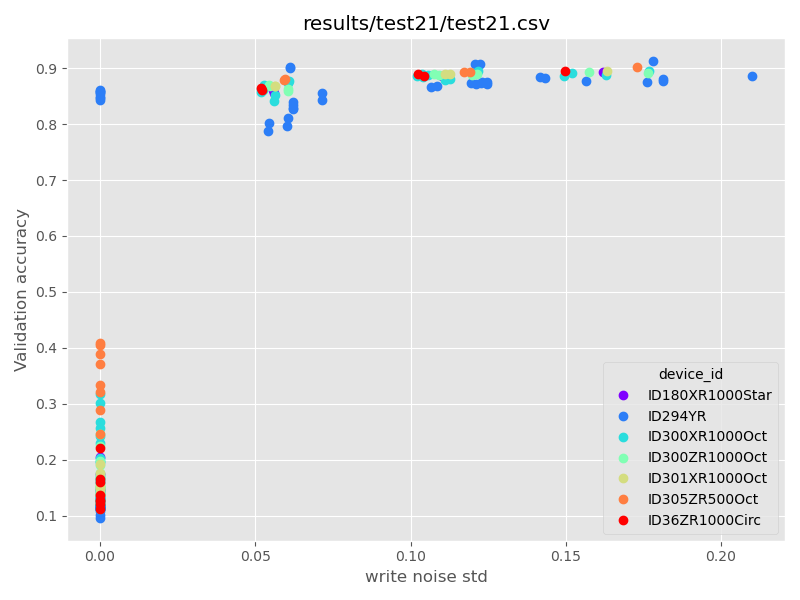 results/test21/test21.csv
Validation accuracy
0.9
0.8
0.7
0.6
0.5
0.4
0.3
0.2
0.1
0.00
0.05
0.10
0.15
0.20
write noise std
device_id
ID180XR1000Star
ID294YR
ID300XR1000Oct
ID300ZR1000Oct
ID301XR1000Oct
ID305ZR500Oct
ID36ZR1000Circ